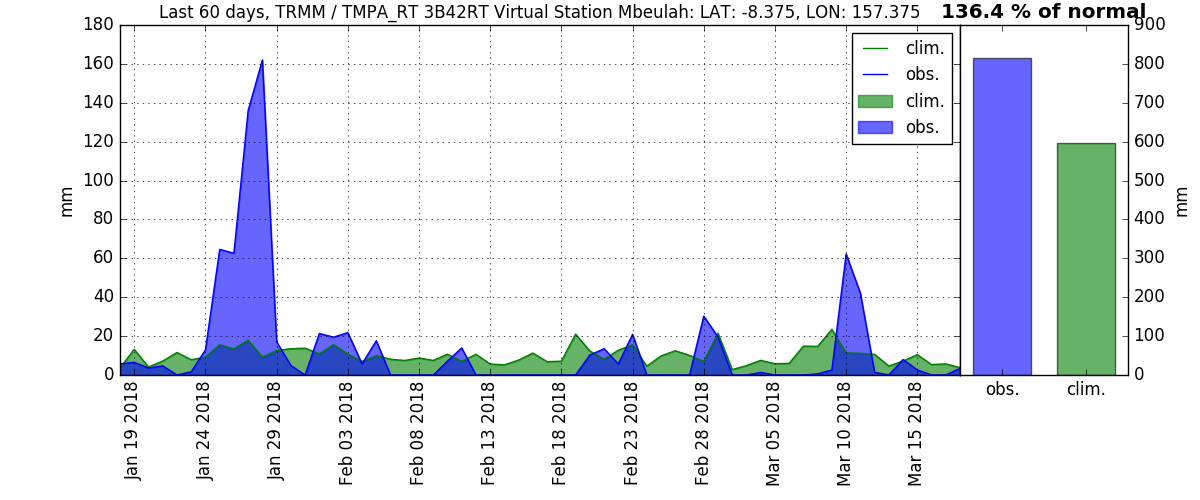 Last 60 days, TRMM / TMPA_RT 3B42RT Virtual Station Mbeulah: LAT: -8.375, LON: 157.375
136.4 % of normal
180
160
140
120
100
80
60
40
20
0
mm
clim.
obs.
clim.
obs.
900
800
700
600
500
400
300
200
100
0
mm
Jan 19 2018
Jan 24 2018
Jan 29 2018
Feb 03 2018
Feb 08 2018
Feb 13 2018
Feb 18 2018
Feb 23 2018
Feb 28 2018
Mar 05 2018
Mar 10 2018
Mar 15 2018
obs.
clim.